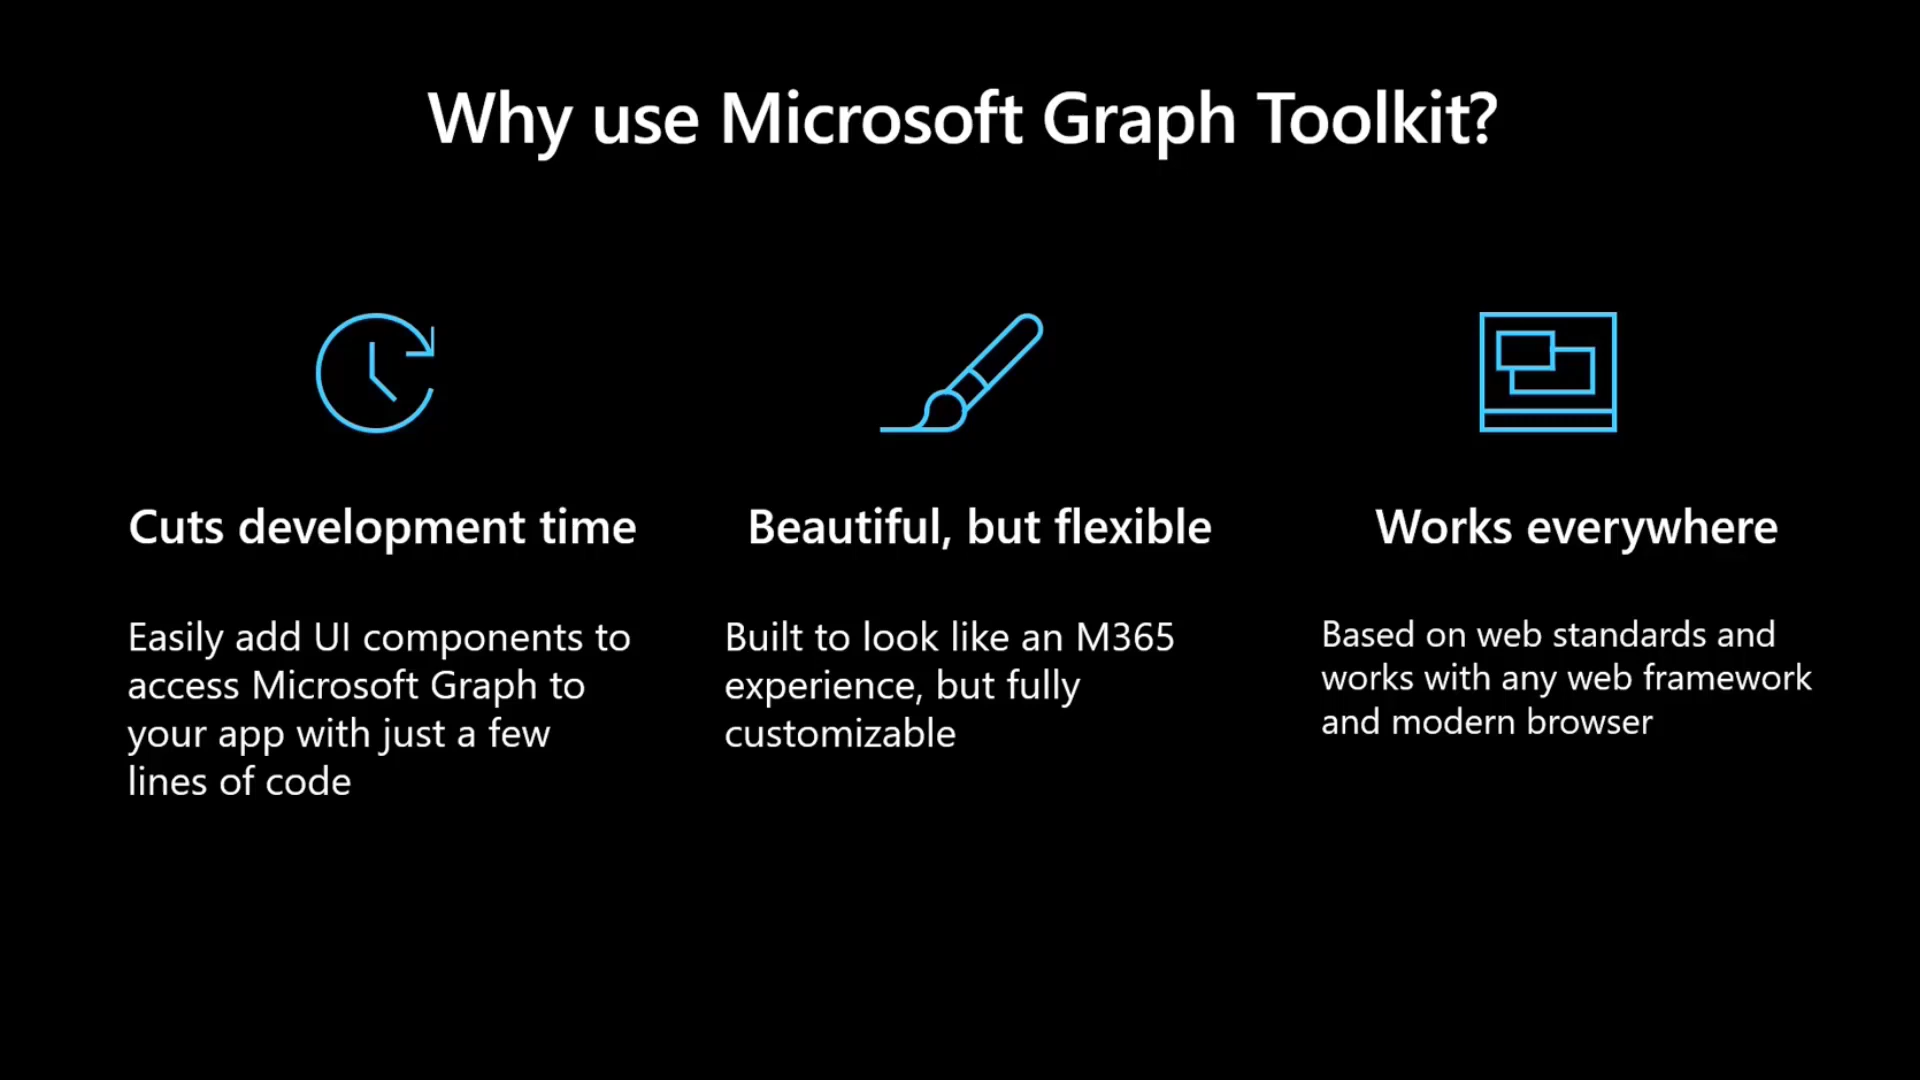 Why use Microsoft Graph Toolkit?
Cuts development time
Easily add UI components to
access Microsoft Graph to
your app with just a few
lines of code
Beautiful, but flexible
Built to look like an M365
experience, but fully
customizable
Works everywhere
Based on web standards and
works with any web framework
and modern browser